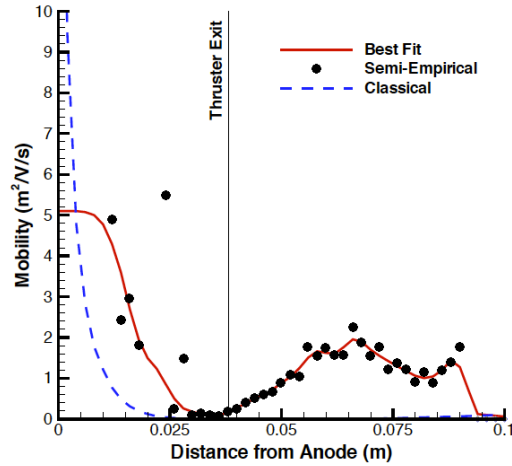 10
9
8
7
6
5
4
3
2
1
0
Mobility (m²/V/s)
Thruster Exit
Best Fit
Semi-Empirical
Classical
0 0.025 0.05 0.075 0.1
Distance from Anode (m)